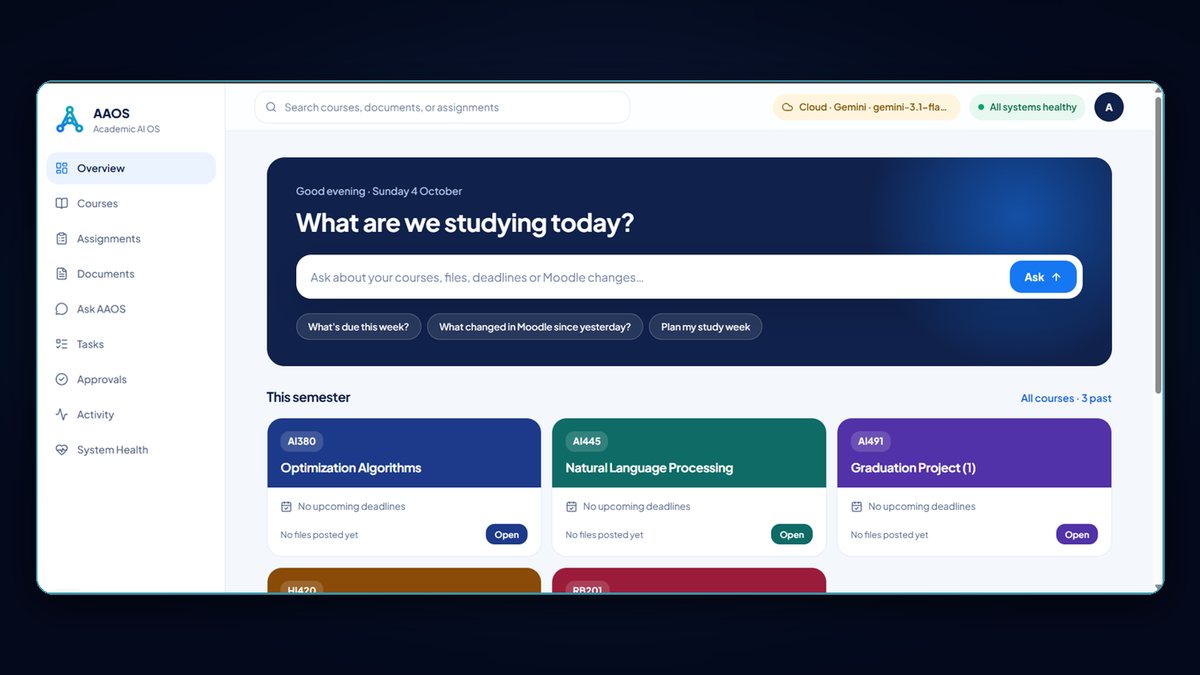 AAOS
Academic AI OS
Search courses, documents, or assignments
Cloud · Gemini · gemini-3.1-fla...
All systems healthy
A
Overview
Courses
Assignments
Documents
Ask AAOS
Tasks
Approvals
Activity
System Health
Good evening · Sunday 4 October
What are we studying today?
Ask about your courses, files, deadlines or Moodle changes...
Ask
What's due this week?
What changed in Moodle since yesterday?
Plan my study week
This semester
All courses · 3 past
AI380
Optimization Algorithms
No upcoming deadlines
No files posted yet
Open
AI445
Natural Language Processing
No upcoming deadlines
No files posted yet
Open
AI491
Graduation Project (1)
No upcoming deadlines
No files posted yet
Open
HI420
RB201